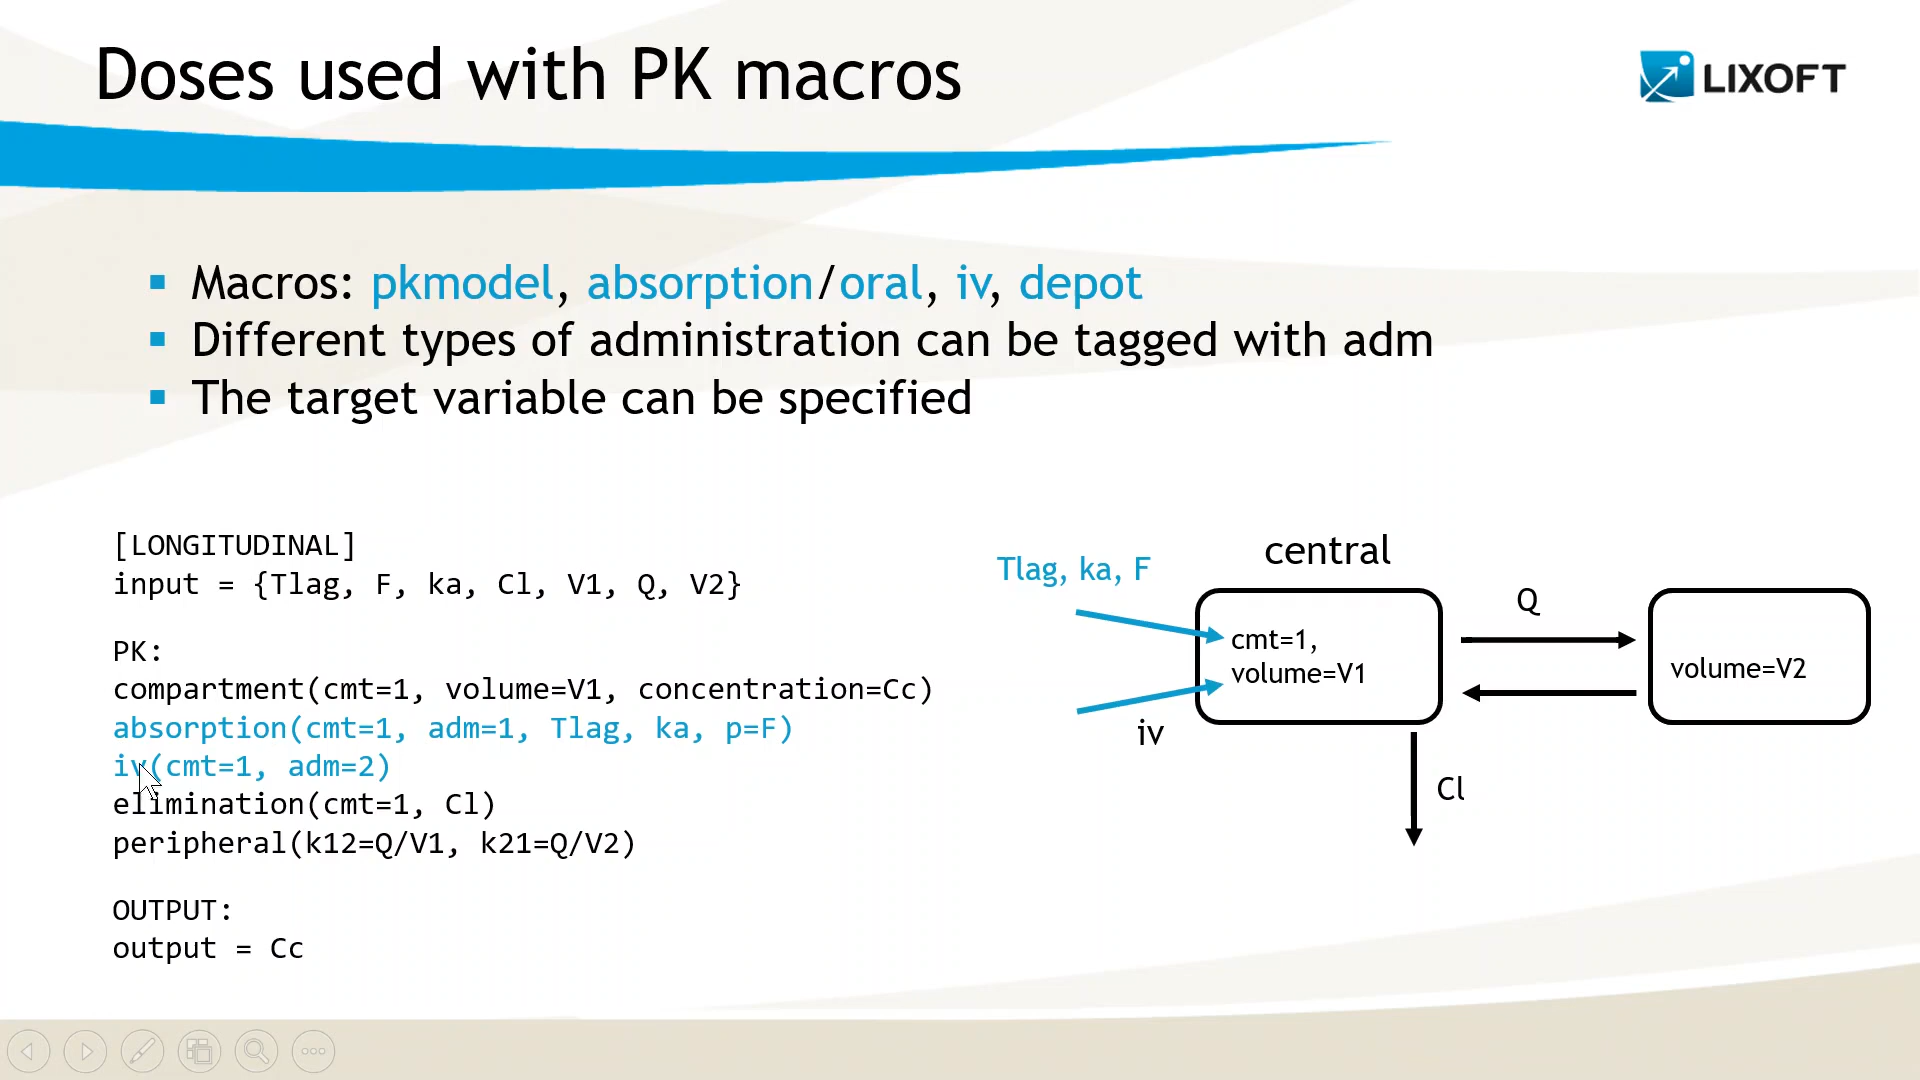 Doses used with PK macros
LIXOFT
Macros: pkmodel, absorption/oral, iv, depot
Different types of administration can be tagged with adm
The target variable can be specified
[LONGITUDINAL]
input = {Tlag, F, ka, Cl, V1, Q, V2}
PK:
compartment(cmt=1, volume=V1, concentration=Cc)
absorption(cmt=1, adm=1, Tlag, ka, p=F)
iv(cmt=1, adm=2)
elimination(cmt=1, Cl)
peripheral(k12=Q/V1, k21=Q/V2)
OUTPUT:
output = Cc
central
Tlag, ka, F
cmt=1,
volume=V1
iv
Q
volume=V2
Cl